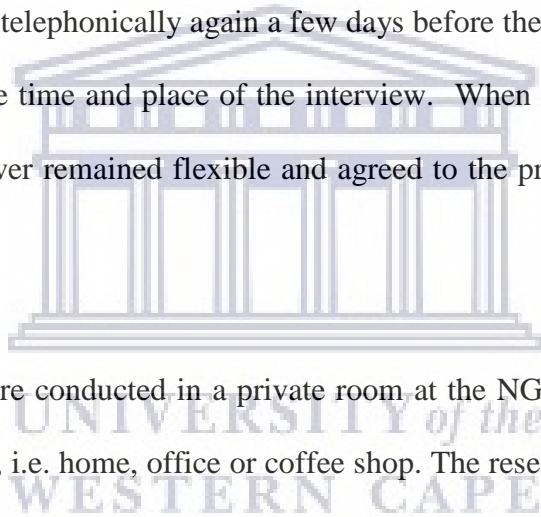 telephonically again a few days before the
e time and place of the interview. When
ver remained flexible and agreed to the pr
re conducted in a private room at the NG
UNIVERSITY of the
, i.e. home, office or coffee shop. The rese
WESTERN CAPE